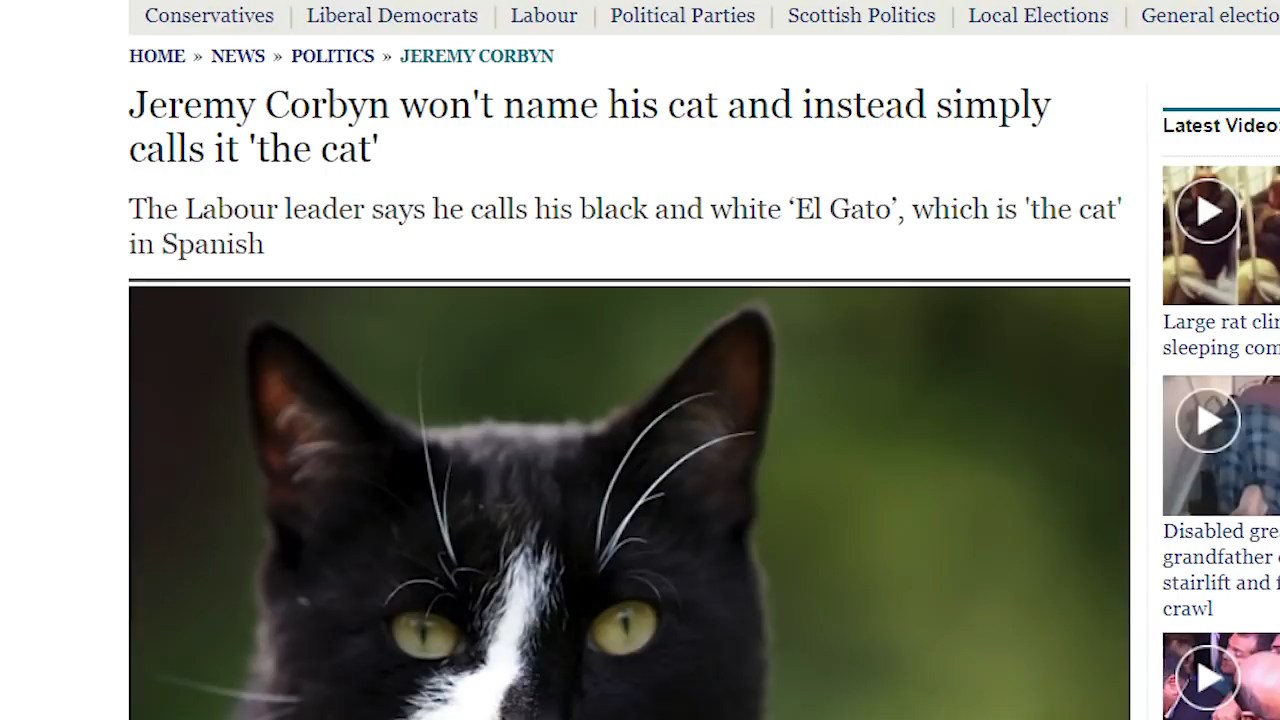 Conservatives | Liberal Democrats | Labour | Political Parties | Scottish Politics | Local Elections | General electio
HOME » NEWS » POLITICS » JEREMY CORBYN
Jeremy Corbyn won't name his cat and instead simply
calls it 'the cat'
The Labour leader says he calls his black and white ‘El Gato’, which is 'the cat'
in Spanish
Latest Video
Large rat
sleeping
Disabled
grandfather
stairlift and
crawl